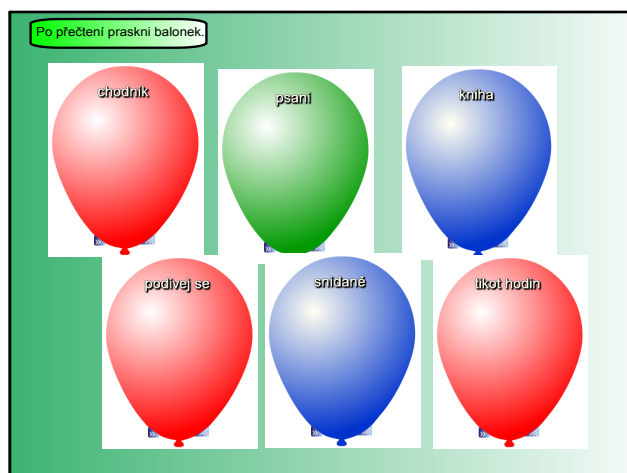 Po přečtení praskni balonek.
chodník
psaní
kniha
podívej se
snídaně
tikot hodin